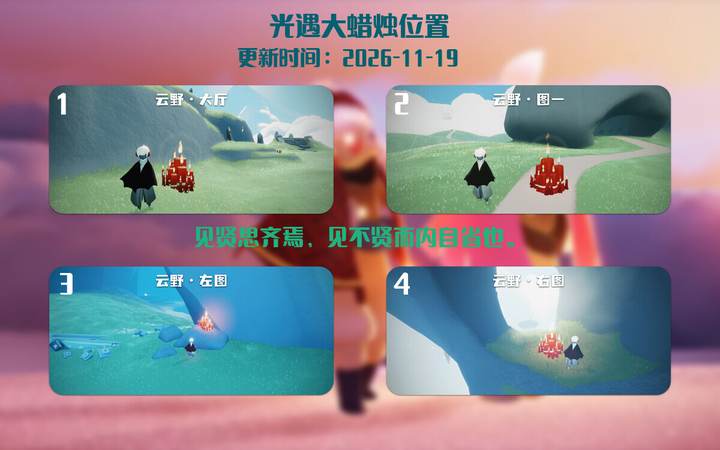 光遇大蜡烛位置
更新时间：2026-11-19
1
云野·大厅
2
云野·图一
见贤思齐焉，见不贤而内自省也。
3
云野·左图
4
云野·右图